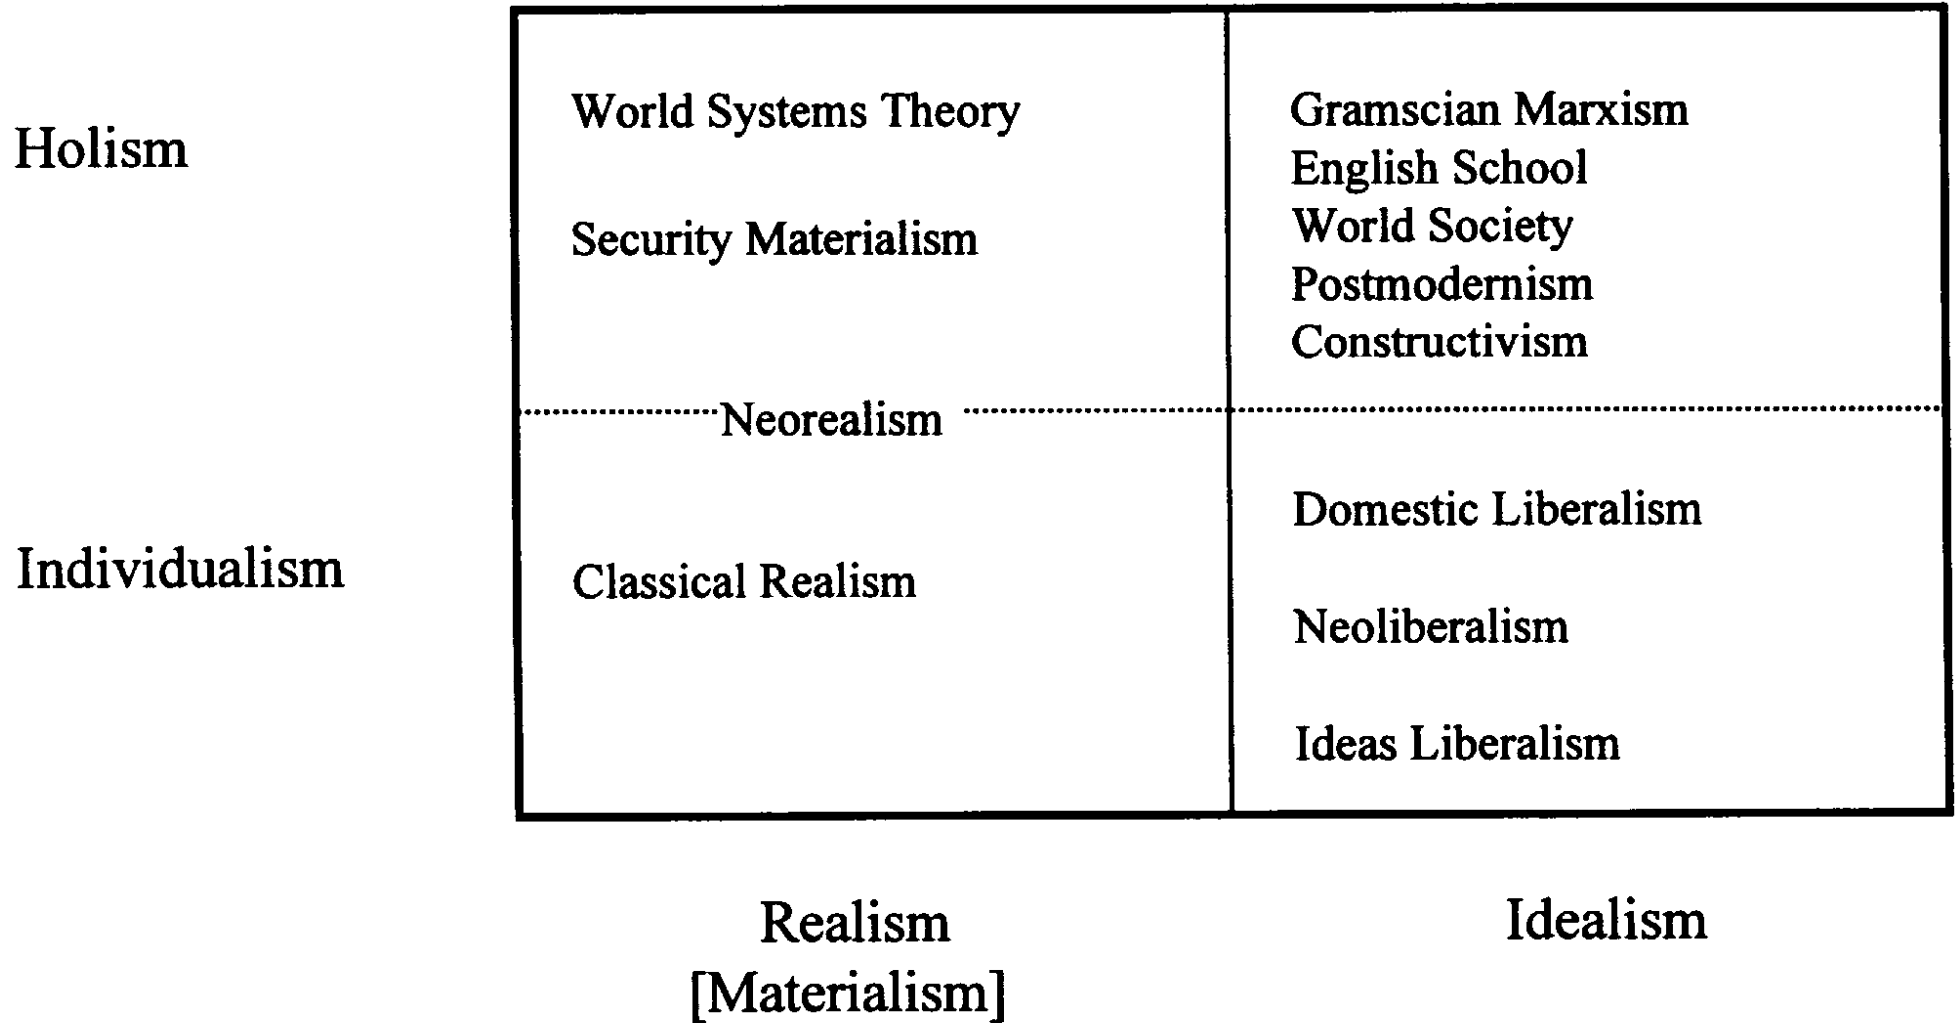 Holism
World Systems Theory
Security Materialism
Gramscian Marxism
English School
World Society
Postmodernism
Constructivism
Neorealism
Individualism
Classical Realism
Domestic Liberalism
Neoliberalism
Ideas Liberalism
Realism
[Materialism]
Idealism